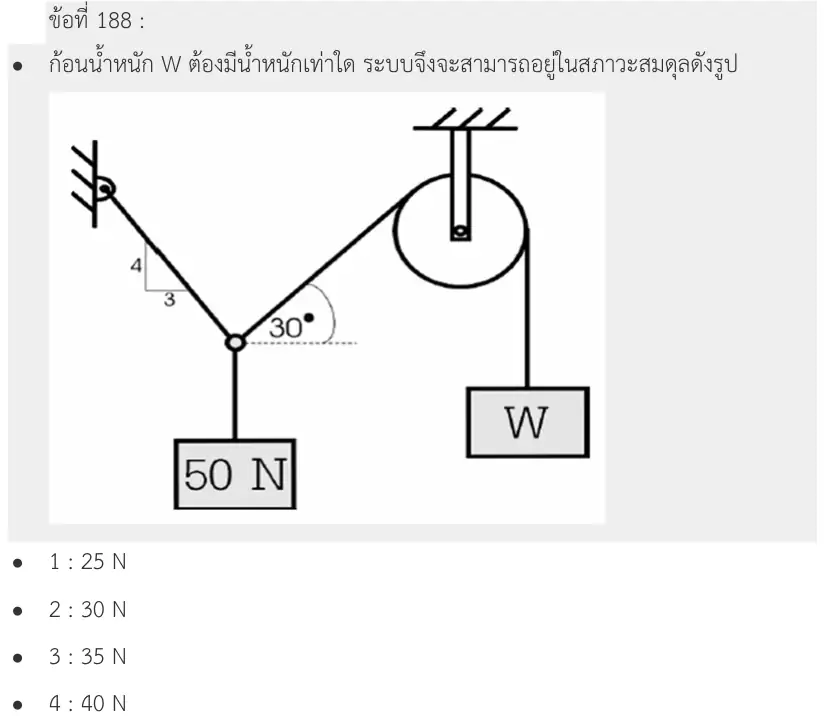 ข้อที่ 188 :
ก้อนน้ำหนัก W ต้องมีน้ำหนักเท่าใด ระบบจึงจะสามารถอยู่ในสภาวะสมดุลดังรูป
4
3
30°
W
50 N
1 : 25 N
2 : 30 N
3 : 35 N
4 : 40 N